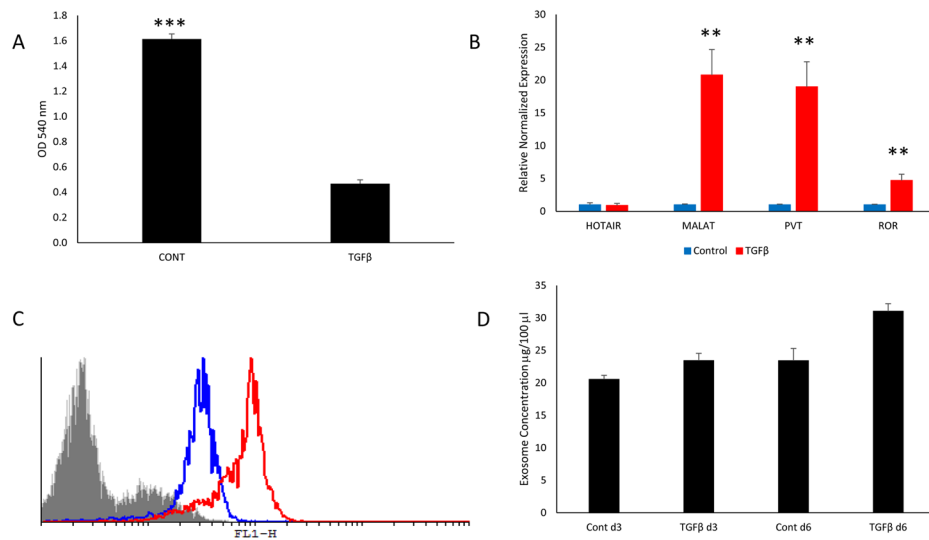 A
1.8
1.6
1.4
1.2
1.0
0.8
0.6
0.4
0.2
0.0
OD 540 nm
***
CONT
TGFβ
B
30
25
20
15
10
5
0
Relative Normalized Expression
**
**
**
HOTAIR
MALAT
PVT
ROR
Control
TGFβ
C
FL1-H
D
35
30
25
20
15
10
5
0
Exosome Concentration µg/100 µl
Cont d3
TGFβ d3
Cont d6
TGFβ d6